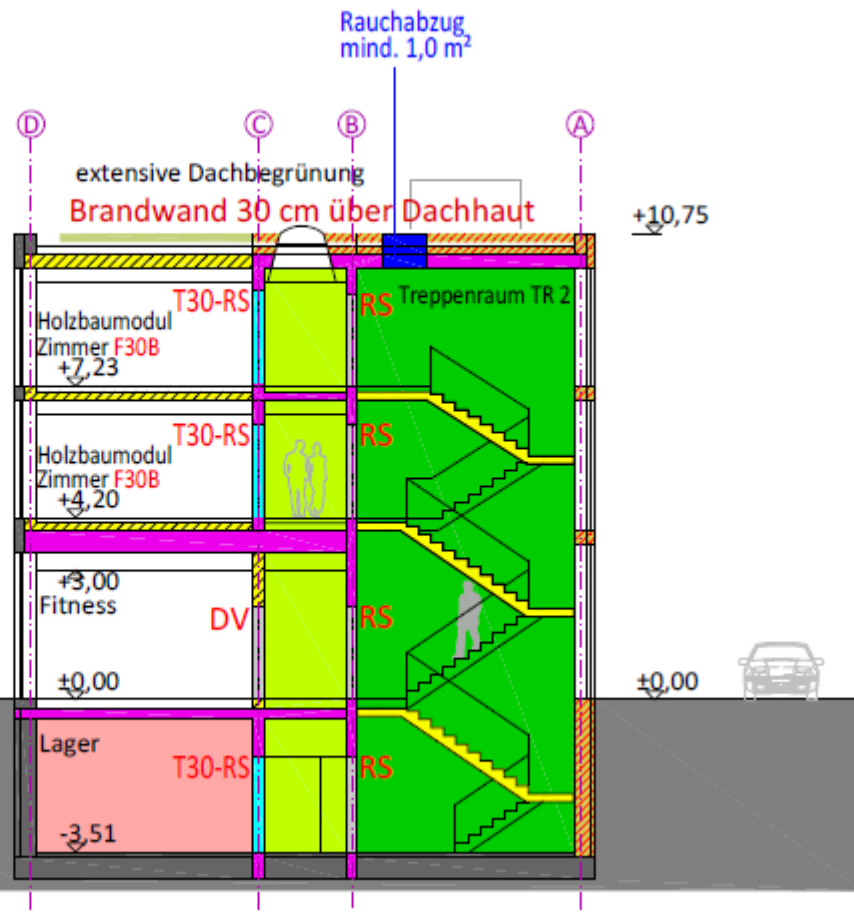 Rauchabzug
mind. 1,0 m²
D
C
B
A
extensive Dachbegrünung
Brandwand 30 cm über Dachhaut
+10,75
T30-RS
RS
Treppenraum TR 2
Holzbaumodul
Zimmer F30B
+7,23
T30-RS
RS
Holzbaumodul
Zimmer F30B
+4,20
+3,00
Fitness
DV
RS
±0,00
±0,00
Lager
T30-RS
RS
-3,51